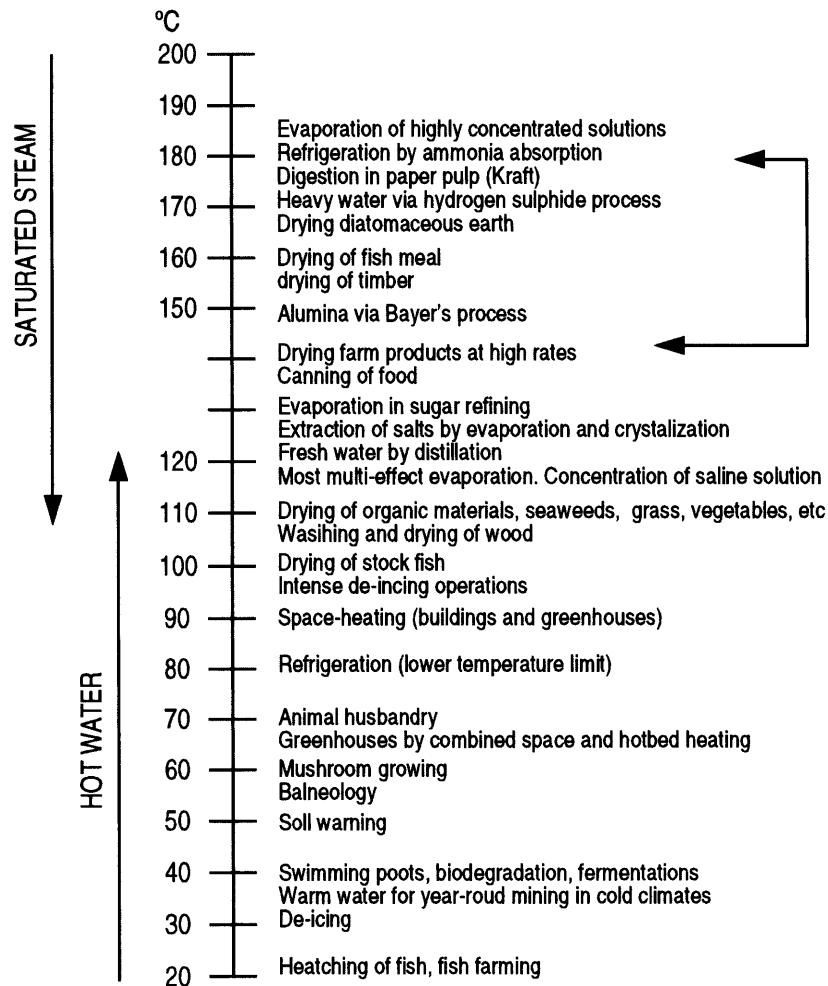 ºC
200
190
Evaporation of highly concentrated solutions
180
Refrigeration by ammonia absorption
Digestion in paper pulp (Kraft)
170
Heavy water via hydrogen sulphide process
Drying diatomaceous earth
160
Drying of fish meal
drying of timber
150
Alumina via Bayer's process
Drying farm products at high rates
Canning of food
Evaporation in sugar refining
Extraction of salts by evaporation and crystalization
Fresh water by distillation
120
Most multi-effect evaporation. Concentration of saline solution
110
Drying of organic materials, seaweeds, grass, vegetables, etc
Wasihing and drying of wood
100
Drying of stock fish
Intense de-incing operations
90
Space-heating (buildings and greenhouses)
80
Refrigeration (lower temperature limit)
70
Animal husbandry
Greenhouses by combined space and hotbed heating
60
Mushroom growing
Balneology
50
Soll warning
40
Swimming poots, biodegradation, fermentations
Warm water for year-roud mining in cold climates
30
De-icing
20
Heatching of fish, fish farming
SATURATED STEAM
HOT WATER